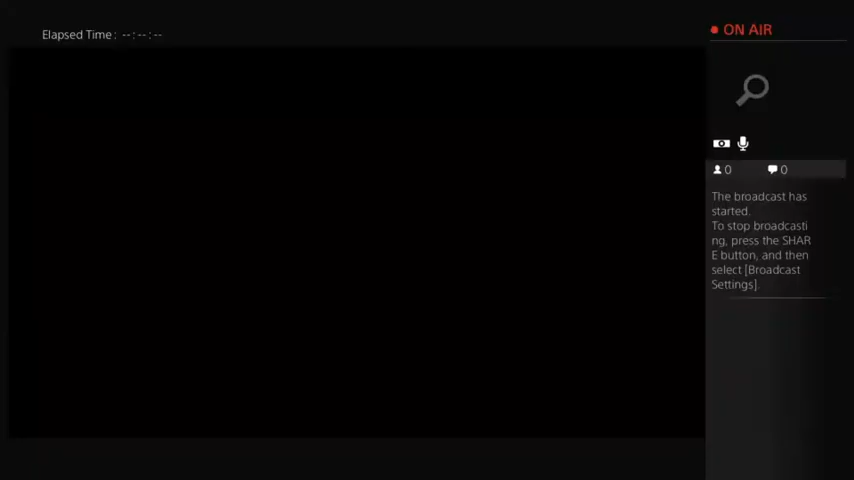 Elapsed Time : --:--:--
ON AIR
0 0
The broadcast has
started.
To stop broadcasti
ng, press the SHAR
E button, and then
select [Broadcast
Settings].